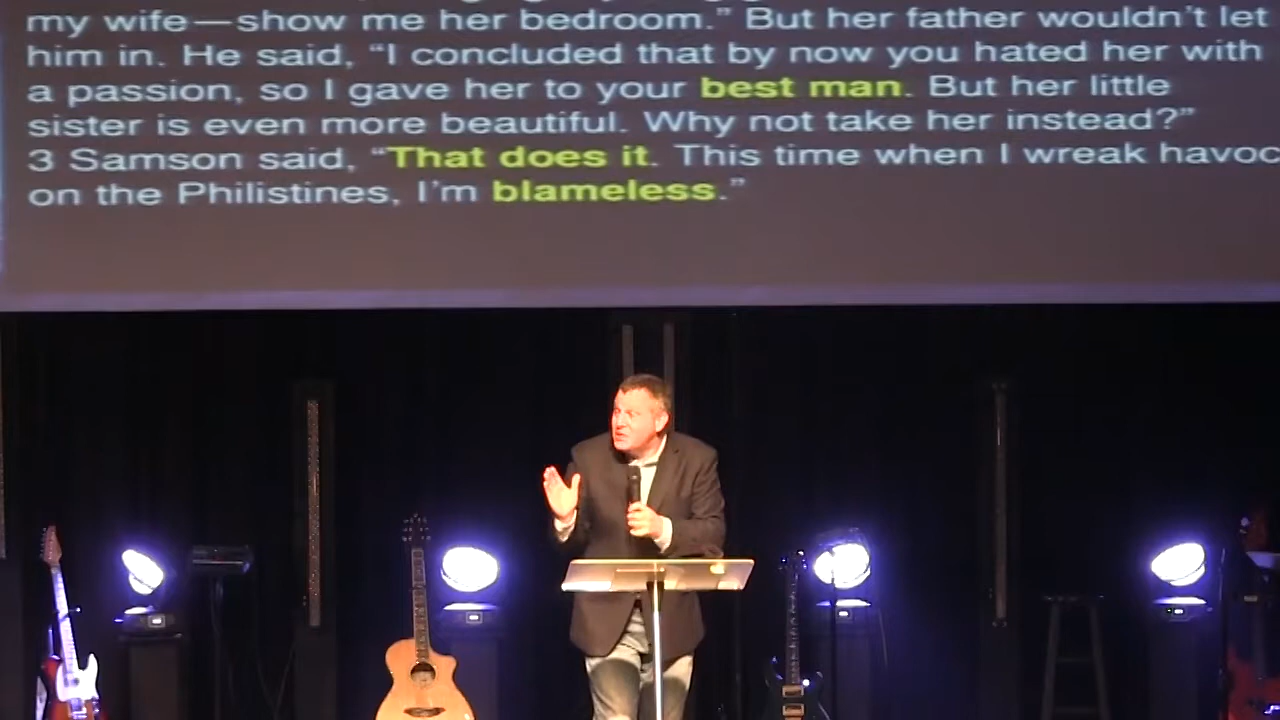 my wife—show me her bedroom.” But her father wouldn’t let
him in. He said, “I concluded that by now you hated her with
a passion, so I gave her to your best man. But her little
sister is even more beautiful. Why not take her instead?”
3 Samson said, “That does it. This time when I wreak havoc
on the Philistines, I’m blameless.”